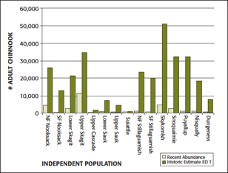 # ADULT CHINOOK
60,000
50,000
40,000
30,000
20,000
10,000
0
NF Nooksack
SF Nooksack
Lower Skagit
Upper Skagit
Upper Cascade
Lower Sauk
Upper Sauk
Suiattle
NF Stillaguamish
SF Stillaguamish
Skykomish
Snoqualmie
Puyallup
Nisqually
Dungeness
INDEPENDENT POPULATION
Recent Abundance
Historic Estimate EDT